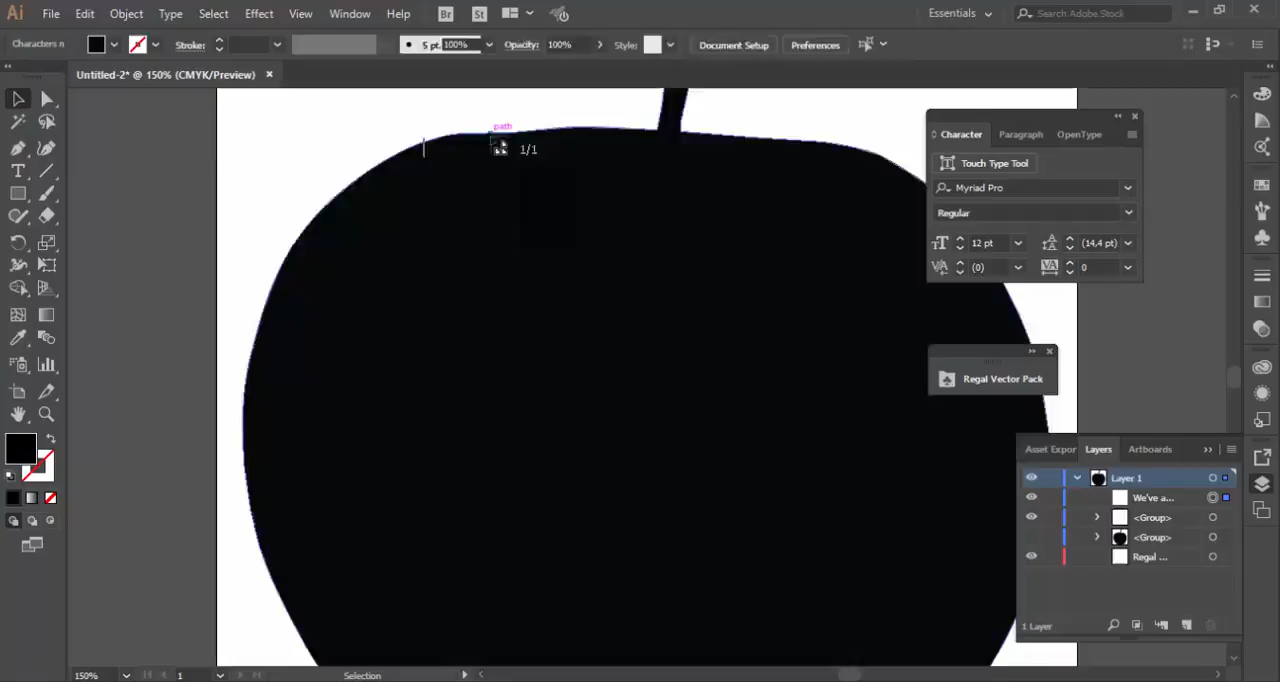 Ai File Edit Object Type Select Effect View Window Help Br St Essentials Search Adobe Stock
Characters n Stroke: 5 pt. 100% Opacity: 100% Style: Document Setup Preferences
Untitled-2* @ 150% (CMYK/Preview)
path
1/1
Character Paragraph OpenType
Touch Type Tool
Myriad Pro
Regular
12 pt (14,4 pt)
(0) 0
Regal Vector Pack
Asset Expor Layers Artboards
Layer 1
We've a...
<Group>
<Group>
Regal ...
1 Layer
150% 1 Selection